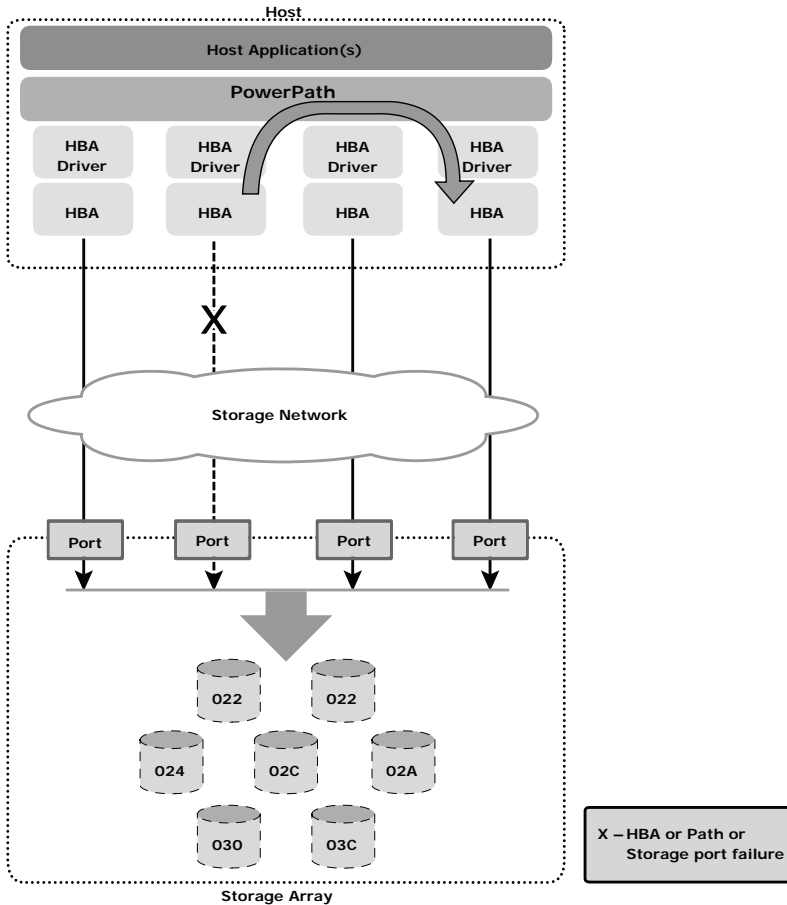 Host
Host Application(s)
PowerPath
HBA Driver
HBA Driver
HBA Driver
HBA Driver
HBA
HBA
HBA
HBA
X
Storage Network
Port
Port
Port
Port
022
022
024
02C
02A
030
03C
X – HBA or Path or
Storage port failure
Storage Array